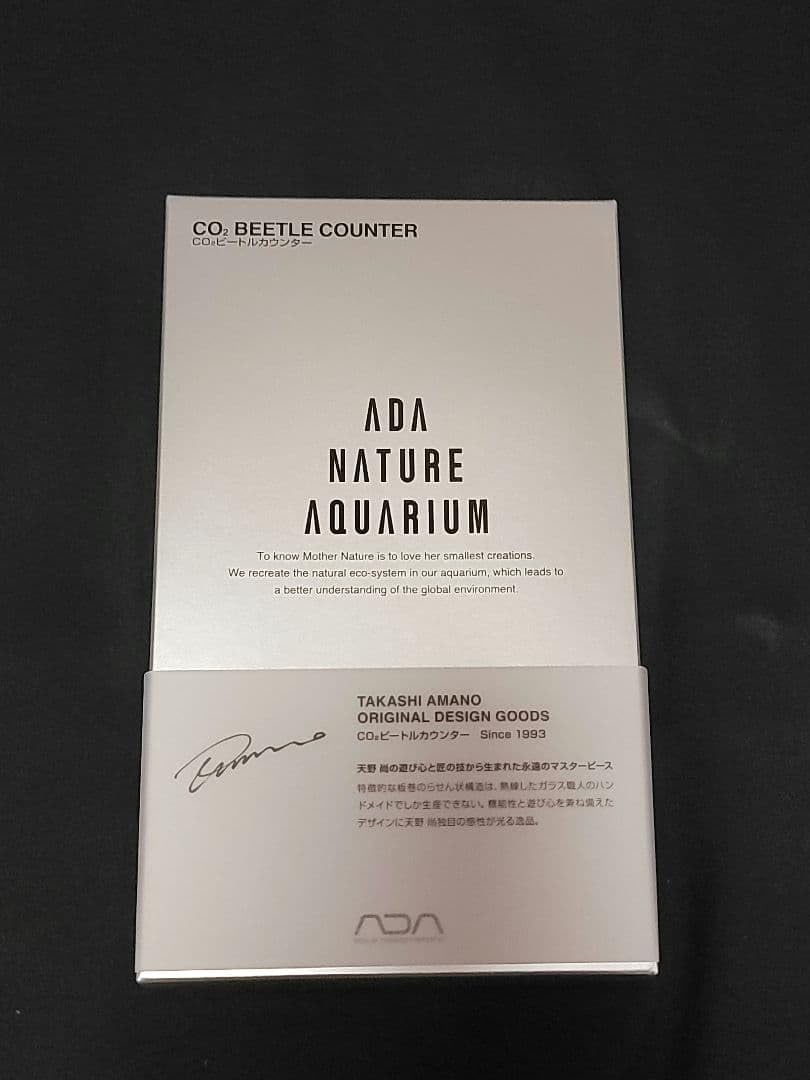 CO₂ BEETLE COUNTER
CO₂ビートルカウンター
ADA
NATURE
AQUARIUM
To know Mother Nature is to love her smallest creations.
We recreate the natural eco-system in our aquarium, which leads to
a better understanding of the global environment.
TAKASHI AMANO
ORIGINAL DESIGN GOODS
CO₂ビートルカウンター Since 1993
天野 尚の遊び心と匠の技から生まれた永遠のマスターピース
特徴的な板巻のらせん状構造は、熟練したガラス職人のハン
ドメイドでしか生産できない。機能性と遊び心を兼ね備えた
デザインに天野 尚独自の感性が光る逸品。
ADA